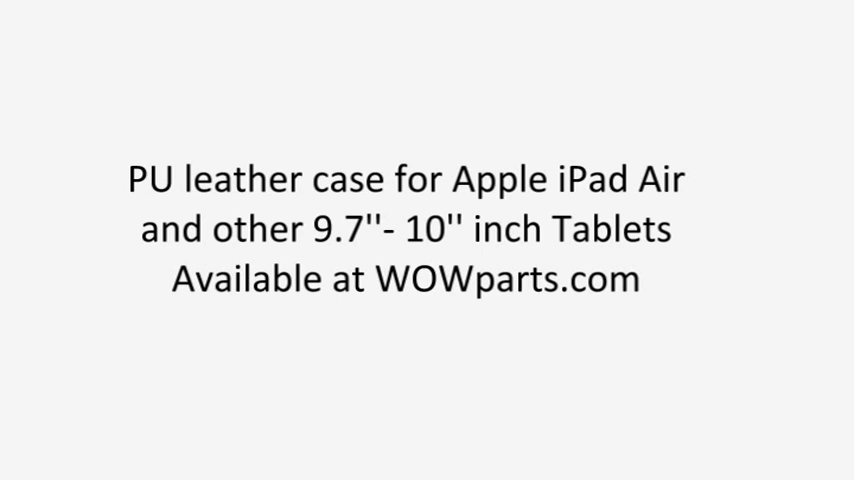 PU leather case for Apple iPad Air
and other 9.7''- 10'' inch Tablets
Available at WOWparts.com